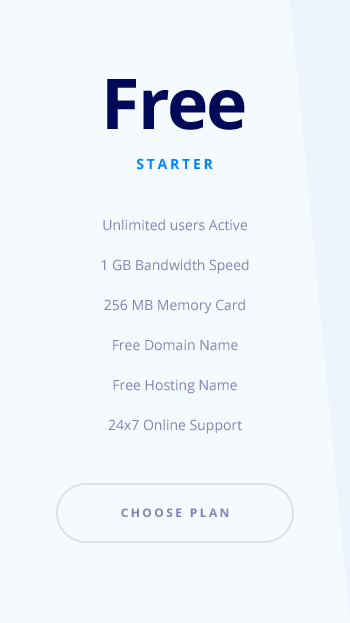 Free
STARTER
Unlimited users Active
1 GB Bandwidth Speed
256 MB Memory Card
Free Domain Name
Free Hosting Name
24x7 Online Support
CHOOSE PLAN